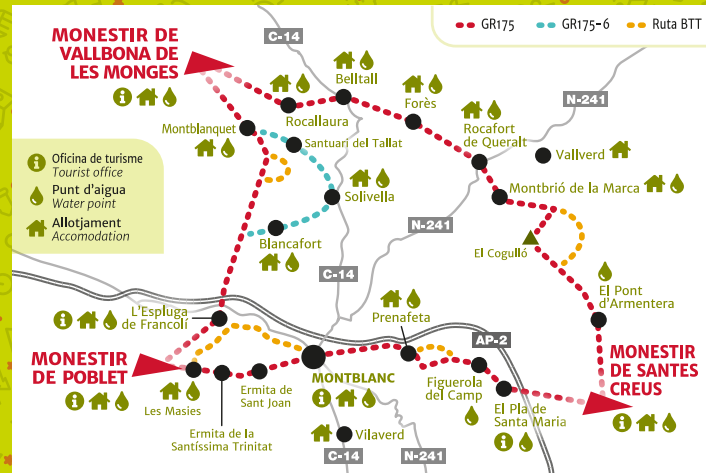 GR175
GR175-6
Ruta BTT
MONESTIR DE
VALLBONA DE
LES MONGES
C-14
Belltall
Rocallaura
Forès
N-241
Montblanquet
Santuari del Tallat
Rocafort
de Queralt
Vallverd
Oficina de turisme
Tourist office
Punt d'aigua
Water point
Allotjament
Accomodation
Solivella
Montbrió de la Marca
Blancafort
N-241
El Cogulló
C-14
El Pont
d'Armentera
L'Espluga
de Francolí
Prenafeta
AP-2
MONESTIR
DE POBLET
MONESTIR
DE SANTES
CREUS
MONTBLANC
Figuerola
del Camp
Les Masies
Ermita de
Sant Joan
Ermita de la
Santíssima Trinitat
El Pla de
Santa Maria
Vilaverd
C-14
N-241